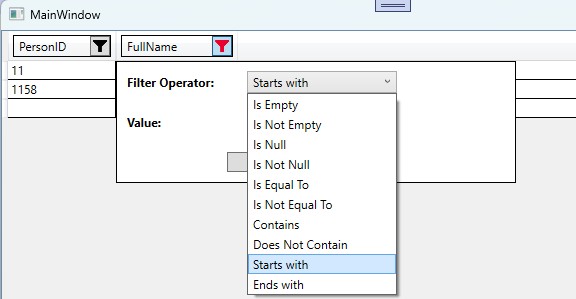 MainWindow
PersonID FullName
11
1158
Filter Operator: Starts with
Value:
Is Empty
Is Not Empty
Is Null
Is Not Null
Is Equal To
Is Not Equal To
Contains
Does Not Contain
Starts with
Ends with